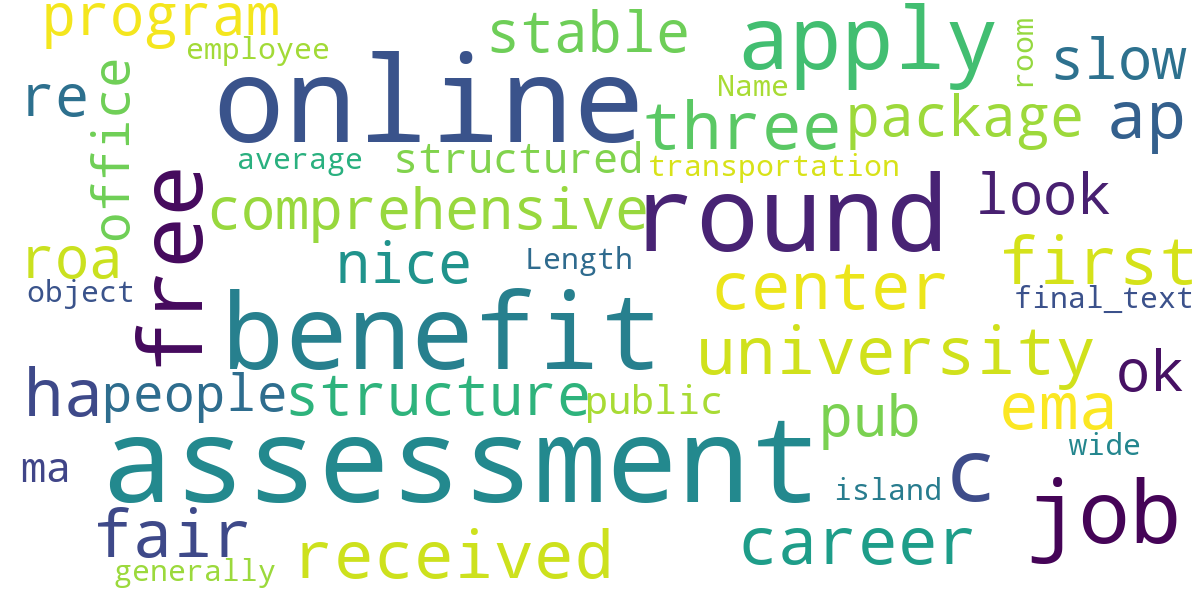 program
employee
stable
apply
room
slow
re
office
online
Name
three
package
ap
average
structured
transportation
free
comprehensive
round
look
roa
nice
Length
center
first
object
final_text
benefit
university
ok
ha
people
structure
public
pub
ema
ma
assessment
wide
island
c
job
fair
received
career
generally